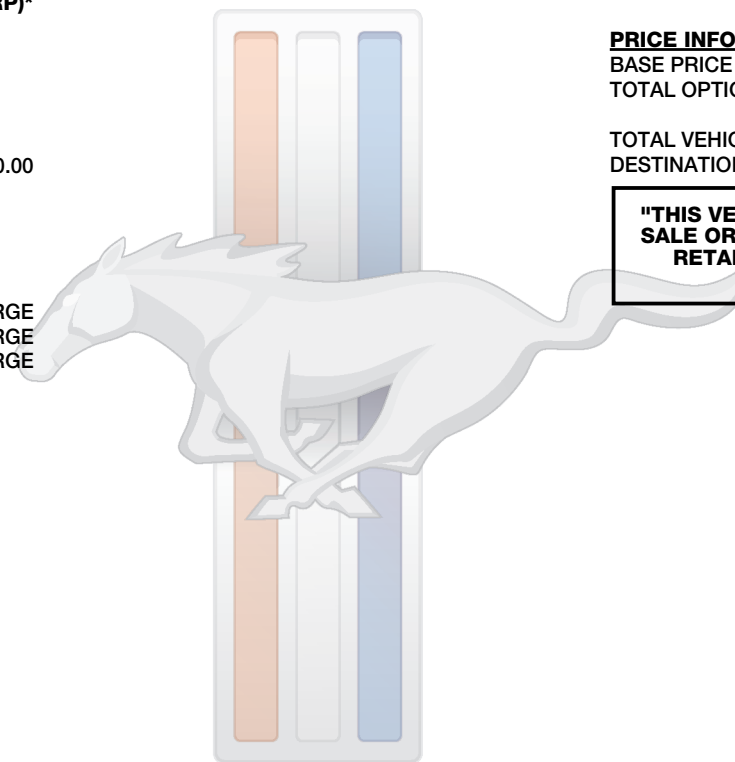 RP)*
0.00
RGE
RGE
RGE
PRICE INFO
BASE PRICE
TOTAL OPTIO
TOTAL VEHIC
DESTINATION
"THIS VE
SALE OR
RETAI